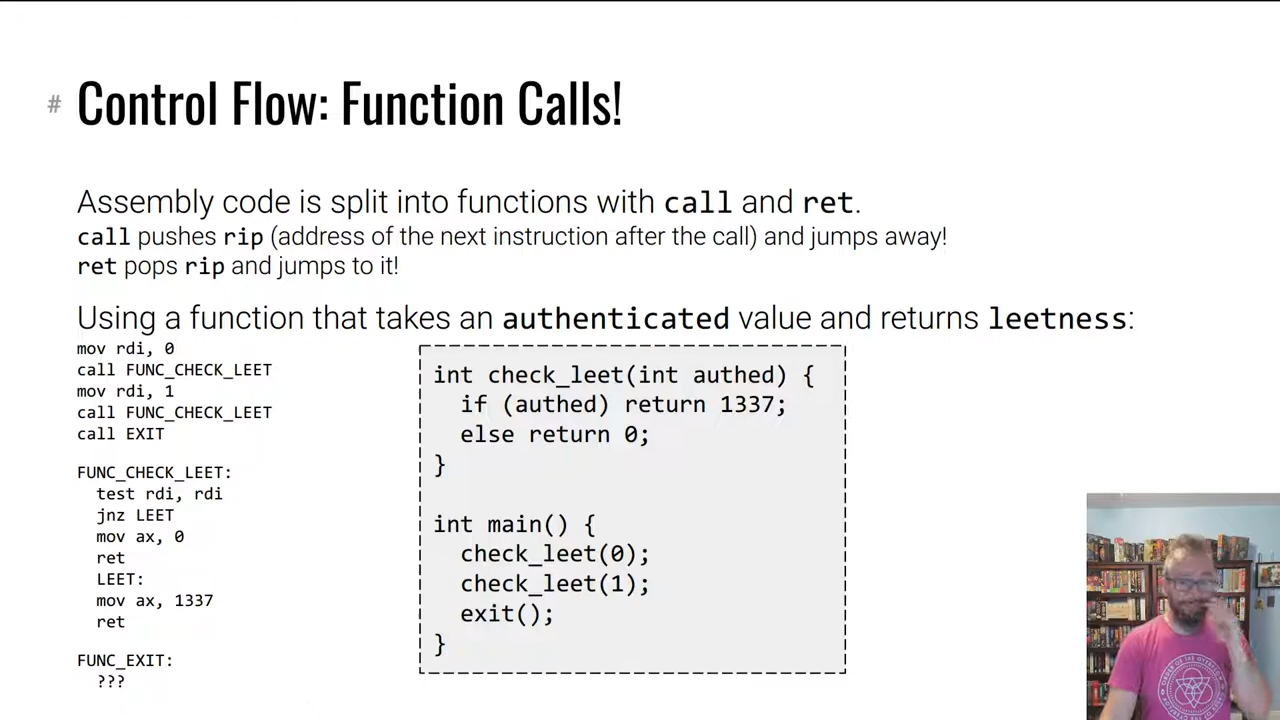 # Control Flow: Function Calls!
Assembly code is split into functions with call and ret.
call pushes rip (address of the next instruction after the call) and jumps away!
ret pops rip and jumps to it!
Using a function that takes an authenticated value and returns leetness:
mov rdi, 0
call FUNC_CHECK_LEET
mov rdi, 1
call FUNC_CHECK_LEET
call EXIT
FUNC_CHECK_LEET:
test rdi, rdi
jnz LEET
mov ax, 0
ret
LEET:
mov ax, 1337
ret
FUNC_EXIT:
???
int check_leet(int authed) {
if (authed) return 1337;
else return 0;
}
int main() {
check_leet(0);
check_leet(1);
exit();
}